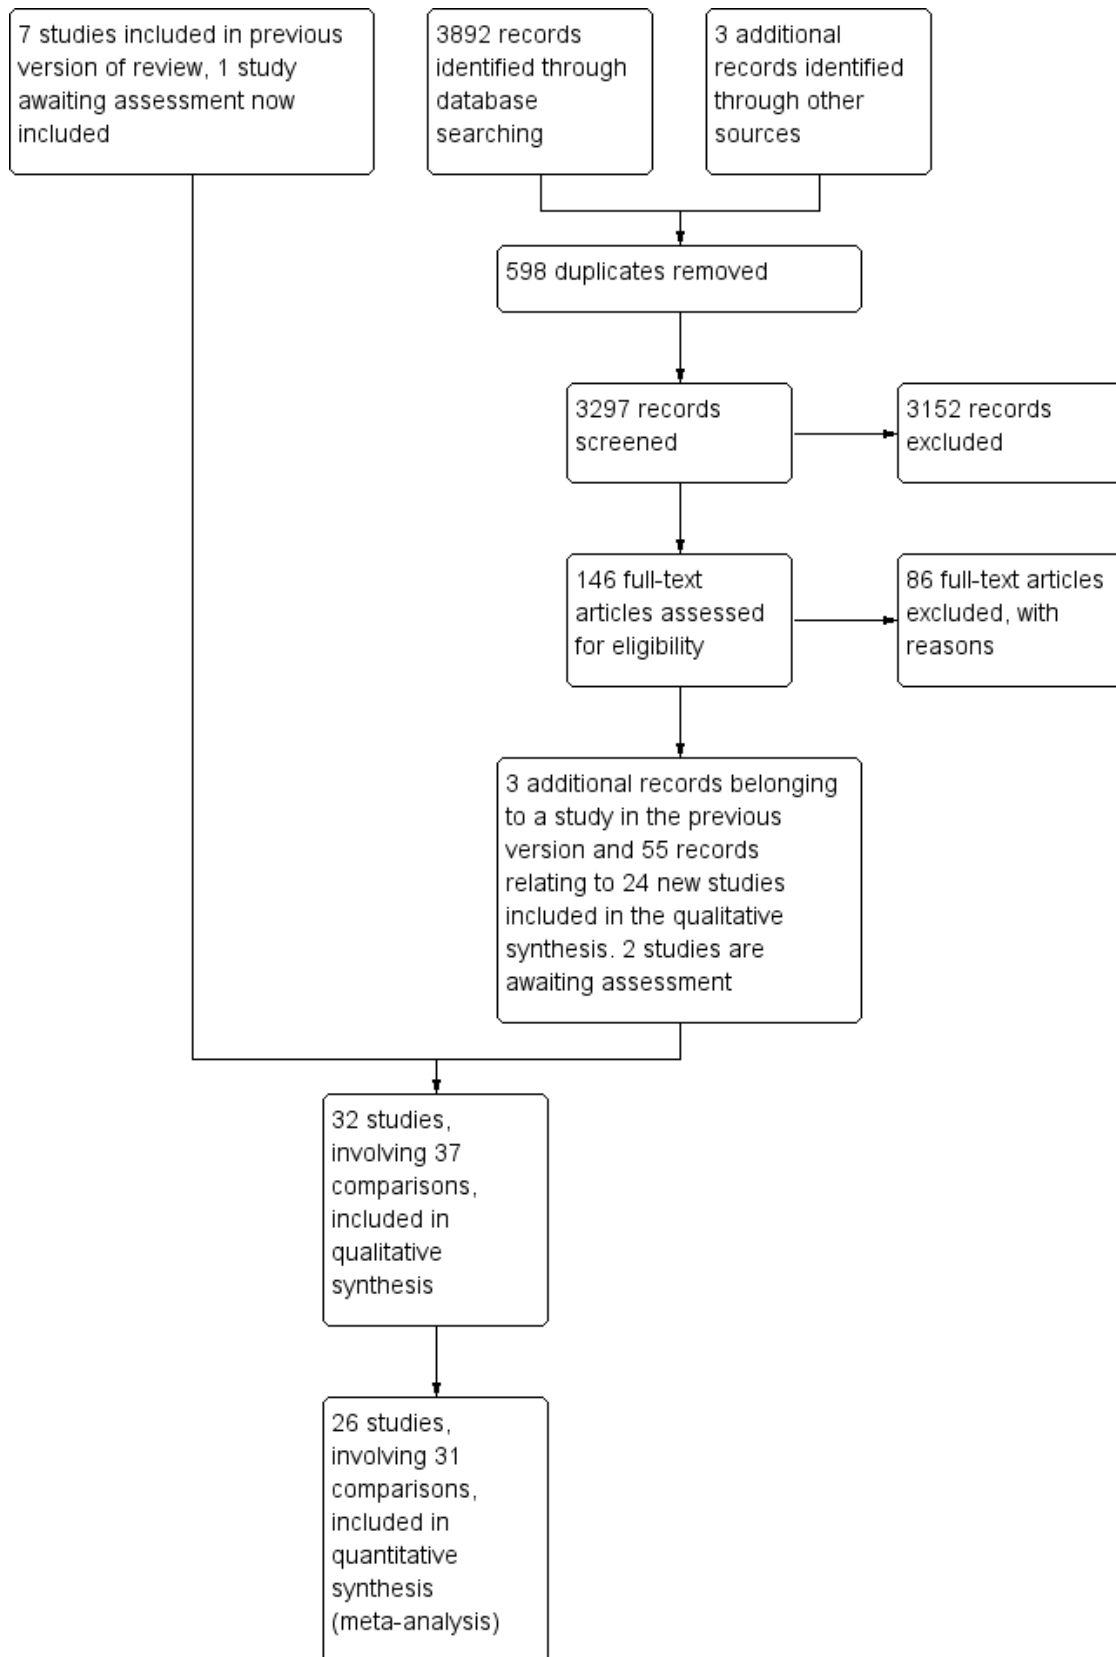 7 studies included in previous
version of review, 1 study
awaiting assessment now
included
3892 records
identified through
database
searching
3 additional
records identified
through other
sources
598 duplicates removed
3297 records
screened
3152 records
excluded
146 full-text
articles assessed
for eligibility
86 full-text articles
excluded, with
reasons
3 additional records belonging
to a study in the previous
version and 55 records
relating to 24 new studies
included in the qualitative
synthesis. 2 studies are
awaiting assessment
32 studies,
involving 37
comparisons,
included in
qualitative
synthesis
26 studies,
involving 31
comparisons,
included in
quantitative
synthesis
(meta-analysis)